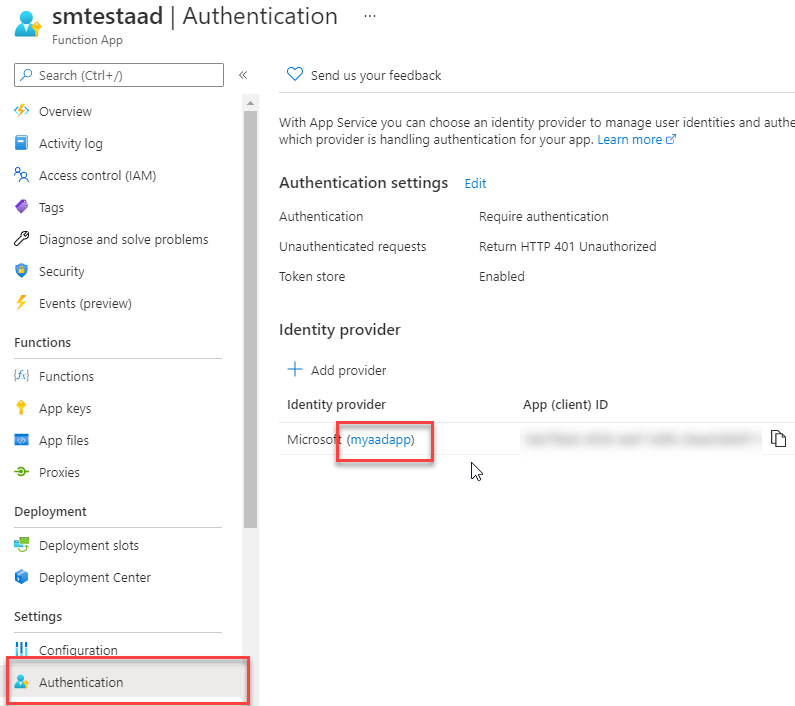 smtestaad | Authentication ...
Function App
Search (Ctrl+/)
«
Overview
Activity log
Access control (IAM)
Tags
Diagnose and solve problems
Security
Events (preview)
Functions
Functions
App keys
App files
Proxies
Deployment
Deployment slots
Deployment Center
Settings
Configuration
Authentication
Send us your feedback
With App Service you can choose an identity provider to manage user identities and authe
which provider is handling authentication for your app. Learn more
Authentication settings Edit
Authentication Require authentication
Unauthenticated requests Return HTTP 401 Unauthorized
Token store Enabled
Identity provider
Add provider
Identity provider App (client) ID
Microsoft (myaadapp)